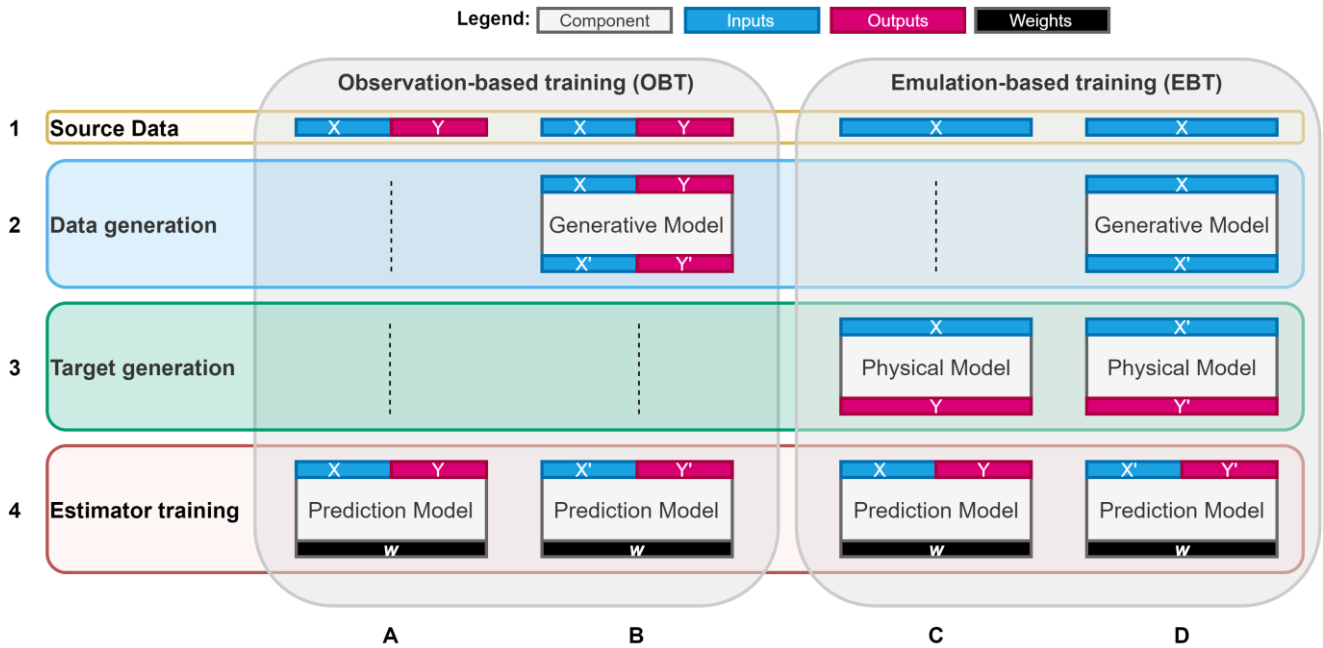 Legend: Component Inputs Outputs Weights
Observation-based training (OBT) Emulation-based training (EBT)
1 Source Data X Y X Y X X
X Y X
2 Data generation Generative Model Generative Model
X' Y' X'
X X'
3 Target generation Physical Model Physical Model
Y Y'
X Y X' Y' X Y X' Y'
4 Estimator training Prediction Model Prediction Model Prediction Model Prediction Model
w w w w
A B C D